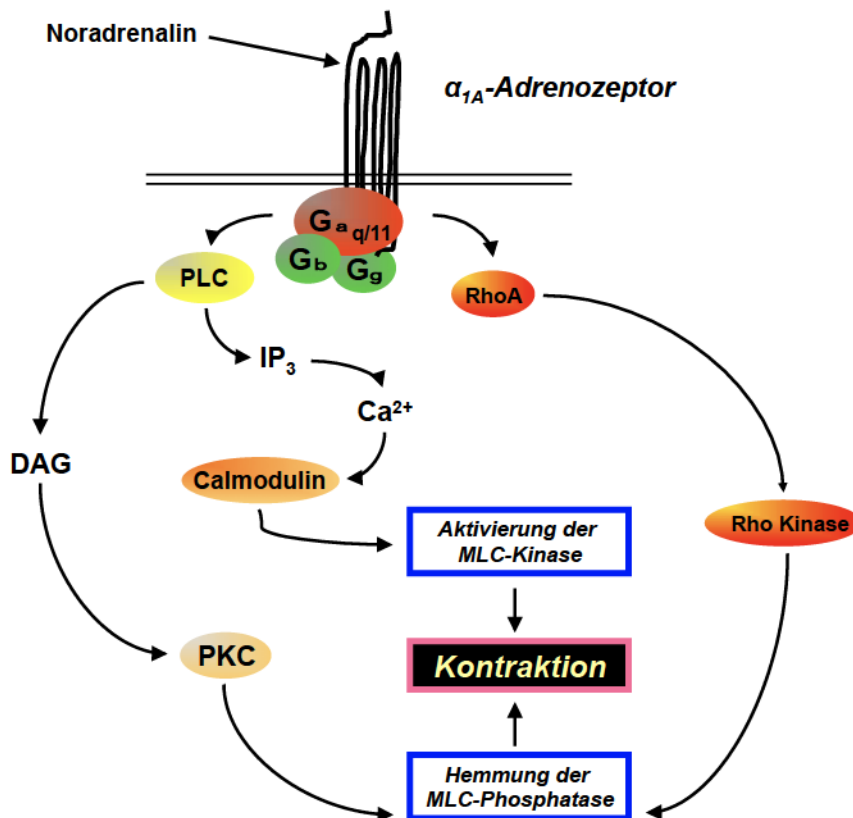 Noradrenalin
α1A-Adrenozeptor
Ga q/11
Gb
Gg
PLC
RhoA
IP3
Ca2+
DAG
Calmodulin
Aktivierung der
MLC-Kinase
Rho Kinase
PKC
Kontraktion
Hemmung der
MLC-Phosphatase